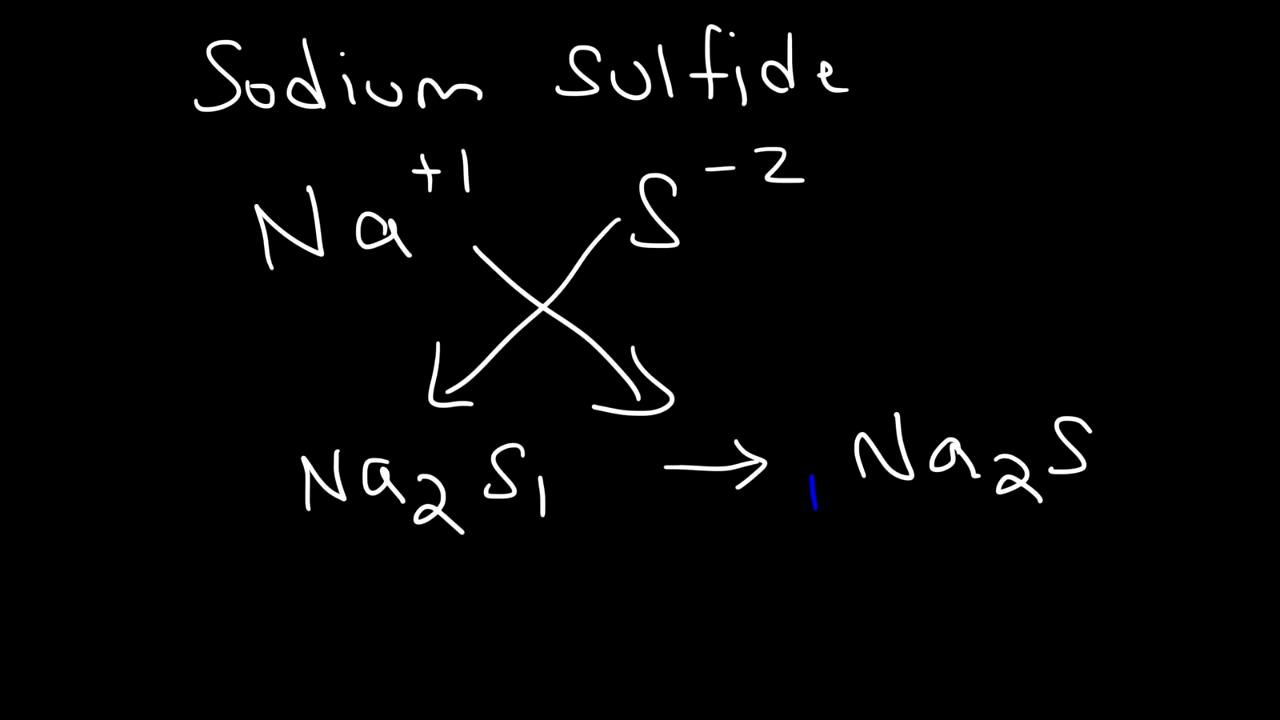 Sodium Sulfide
Na⁺¹ S⁻²
Na₂S₁ → Na₂S